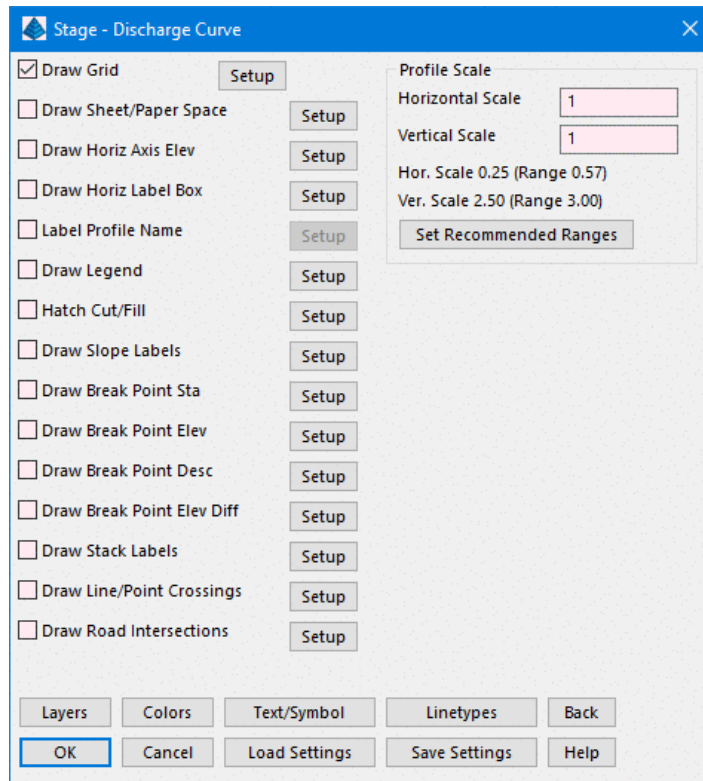 Stage - Discharge Curve
Draw Grid Setup
Draw Sheet/Paper Space Setup
Draw Horiz Axis Elev Setup
Draw Horiz Label Box Setup
Label Profile Name Setup
Draw Legend Setup
Hatch Cut/Fill Setup
Draw Slope Labels Setup
Draw Break Point Sta Setup
Draw Break Point Elev Setup
Draw Break Point Desc Setup
Draw Break Point Elev Diff Setup
Draw Stack Labels Setup
Draw Line/Point Crossings Setup
Draw Road Intersections Setup
Profile Scale
Horizontal Scale 1
Vertical Scale 1
Hor. Scale 0.25 (Range 0.57)
Ver. Scale 2.50 (Range 3.00)
Set Recommended Ranges
Layers Colors Text/Symbol Linetypes Back
OK Cancel Load Settings Save Settings Help